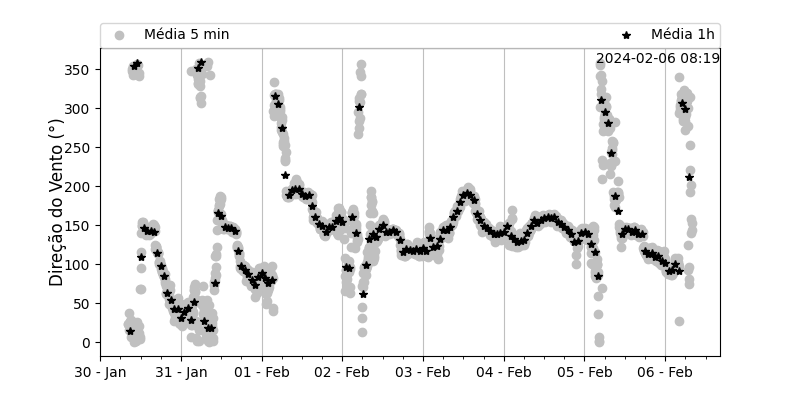 Média 5 min
Média 1h
2024-02-06 08:19
Direção do Vento (°)
350
300
250
200
150
100
50
0
30 - Jan
31 - Jan
01 - Feb
02 - Feb
03 - Feb
04 - Feb
05 - Feb
06 - Feb